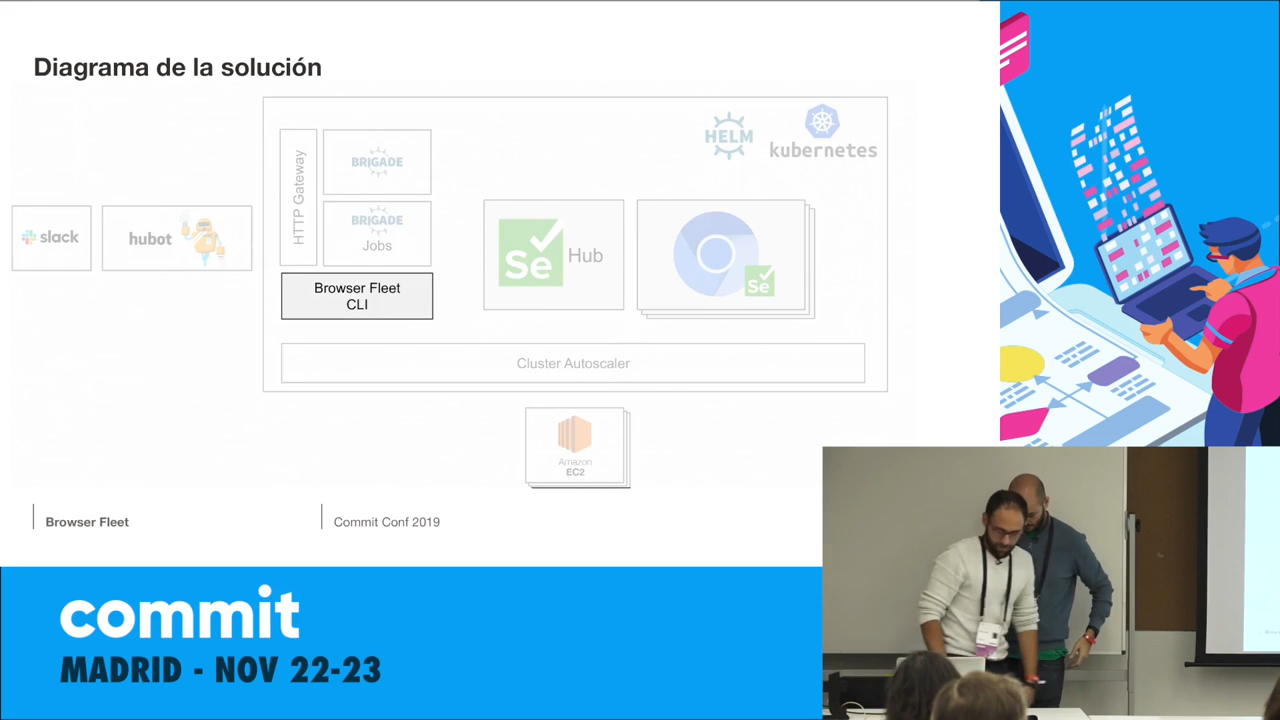 Diagrama de la solución
HELM
kubernetes
HTTP Gateway
BRIGADE
BRIGADE
Jobs
slack
hubot
Se
Hub
Se
Browser Fleet
CLI
Cluster Autoscaler
Amazon
EC2
Browser Fleet
Commit Conf 2019
commit
MADRID - NOV 22-23